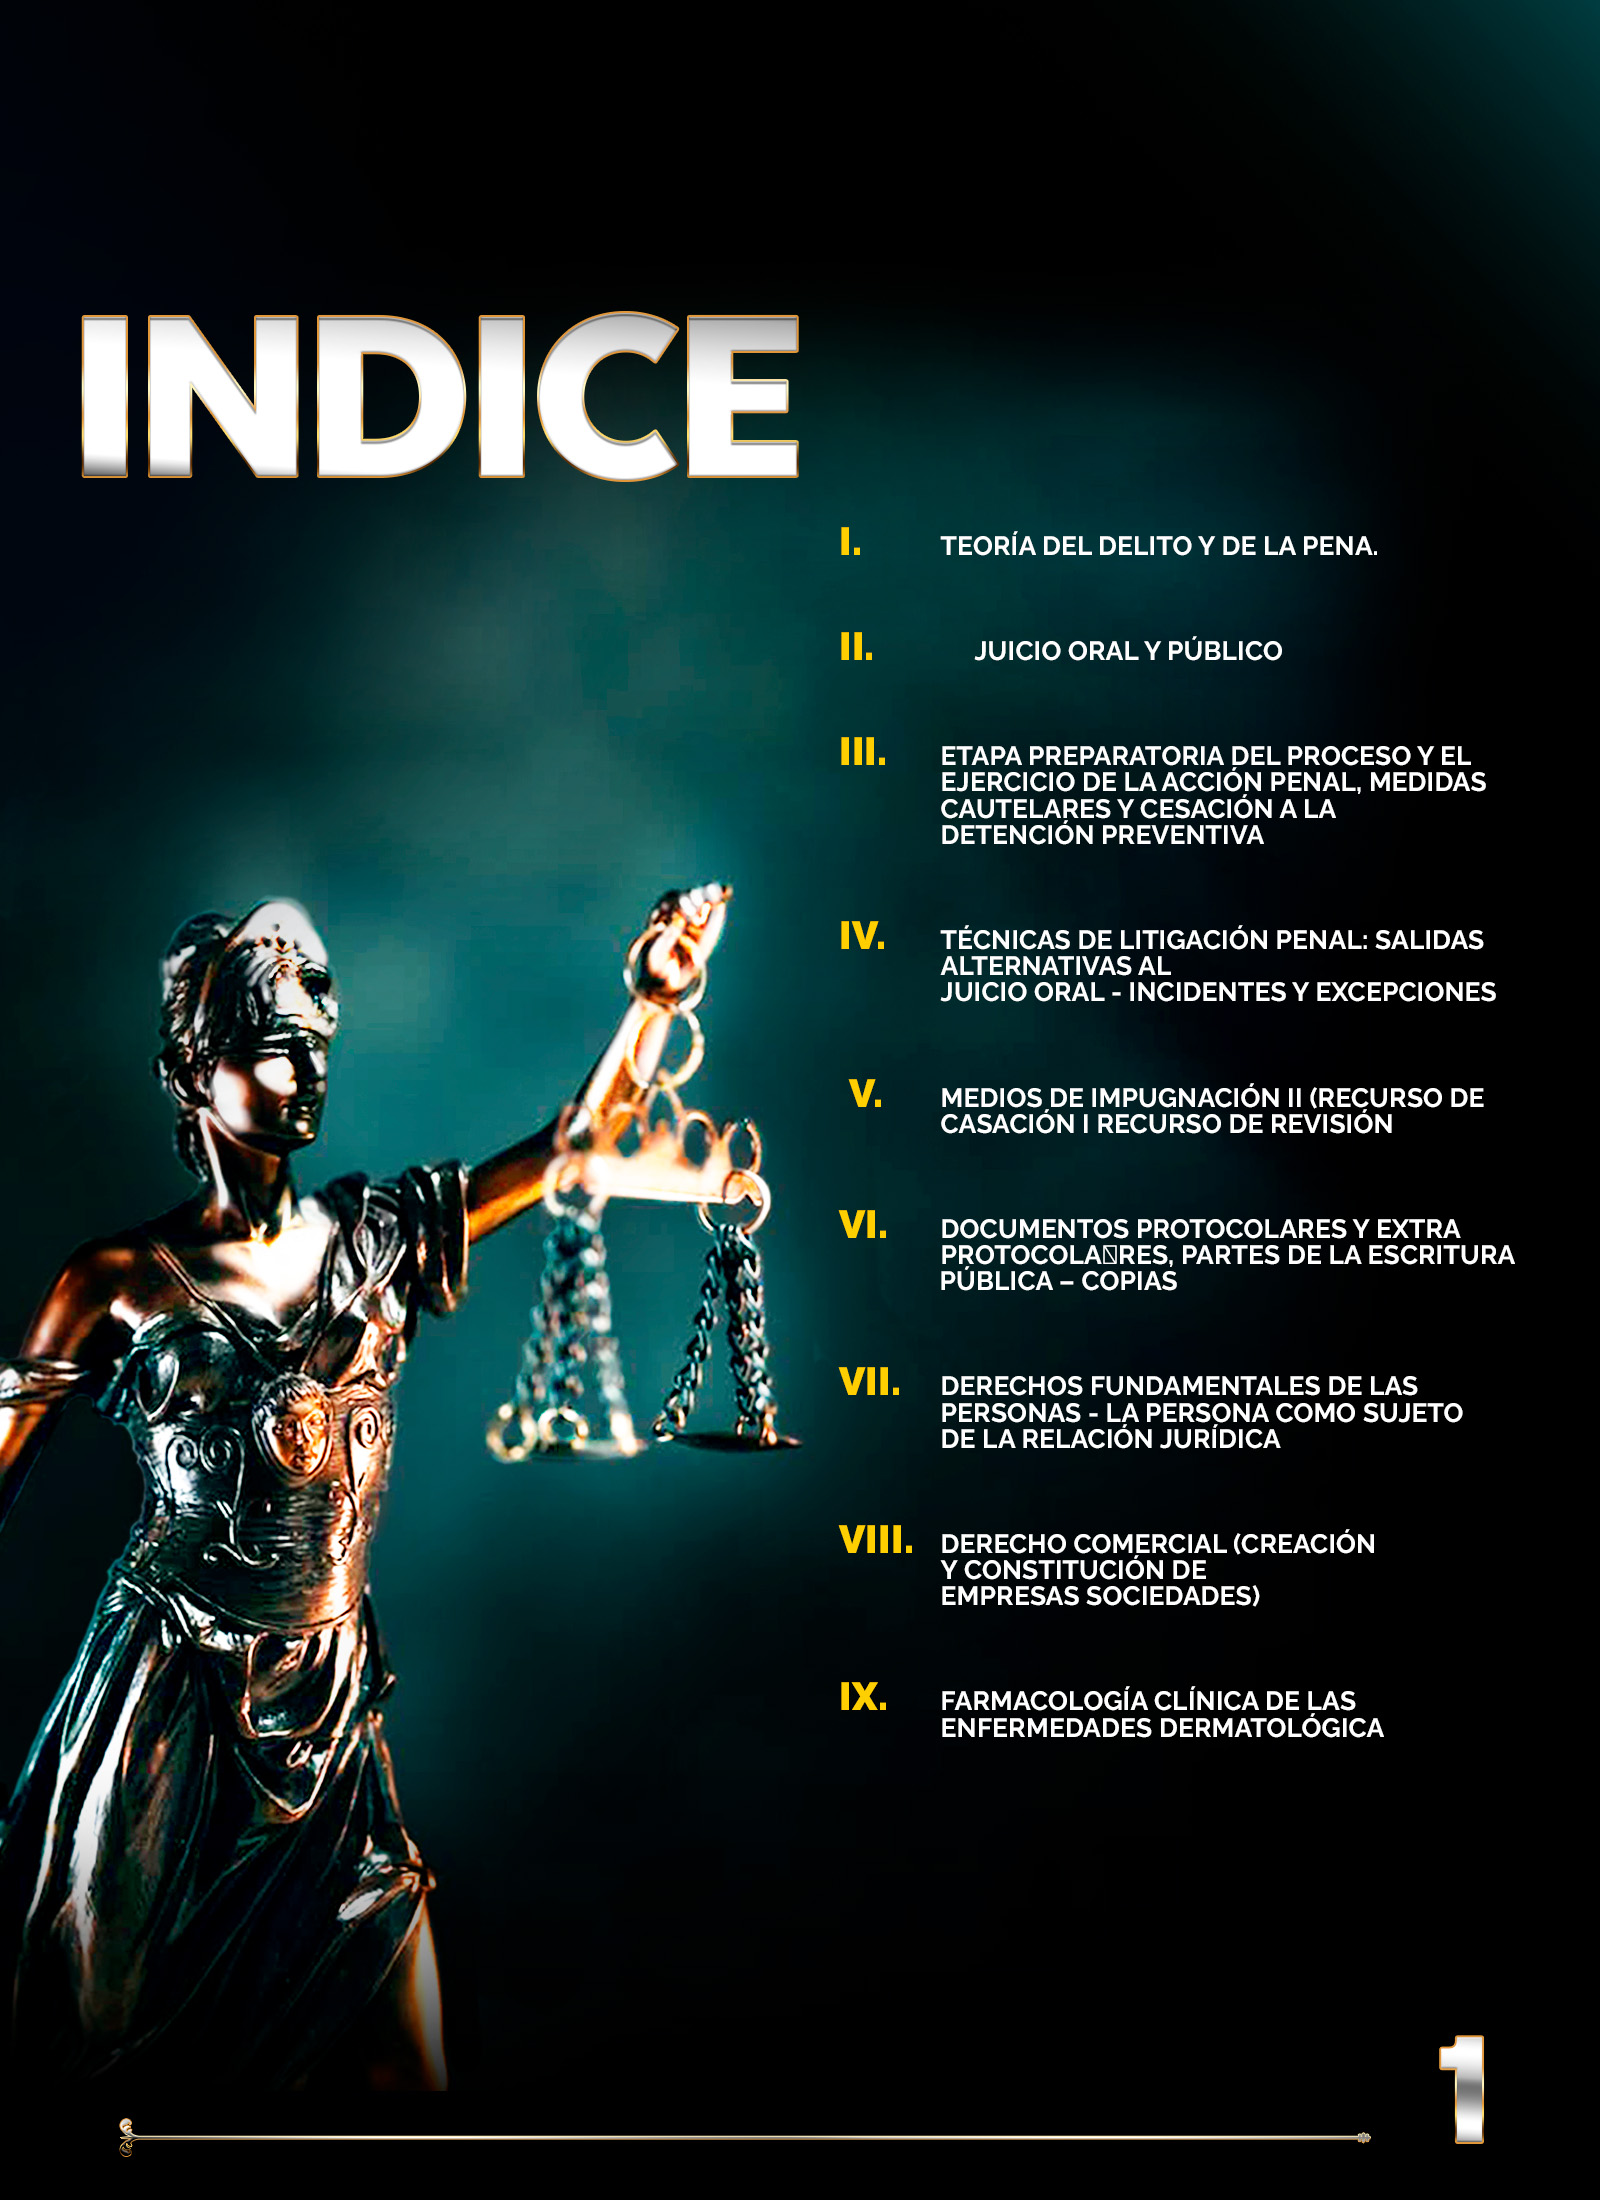 INDICE
I. TEORÍA DEL DELITO Y DE LA PENA.
II. JUICIO ORAL Y PÚBLICO
III. ETAPA PREPARATORIA DEL PROCESO Y EL
EJERCICIO DE LA ACCIÓN PENAL, MEDIDAS
CAUTELARES Y CESACIÓN A LA
DETENCIÓN PREVENTIVA
IV. TÉCNICAS DE LITIGACIÓN PENAL: SALIDAS
ALTERNATIVAS AL
JUICIO ORAL - INCIDENTES Y EXCEPCIONES
V. MEDIOS DE IMPUGNACIÓN II (RECURSO DE
CASACIÓN I RECURSO DE REVISIÓN
VI. DOCUMENTOS PROTOCOLARES Y EXTRA
PROTOCOLA□RES, PARTES DE LA ESCRITURA
PÚBLICA – COPIAS
VII. DERECHOS FUNDAMENTALES DE LAS
PERSONAS - LA PERSONA COMO SUJETO
DE LA RELACIÓN JURÍDICA
VIII. DERECHO COMERCIAL (CREACIÓN
Y CONSTITUCIÓN DE
EMPRESAS SOCIEDADES)
IX. FARMACOLOGÍA CLÍNICA DE LAS
ENFERMEDADES DERMATOLÓGICA
1